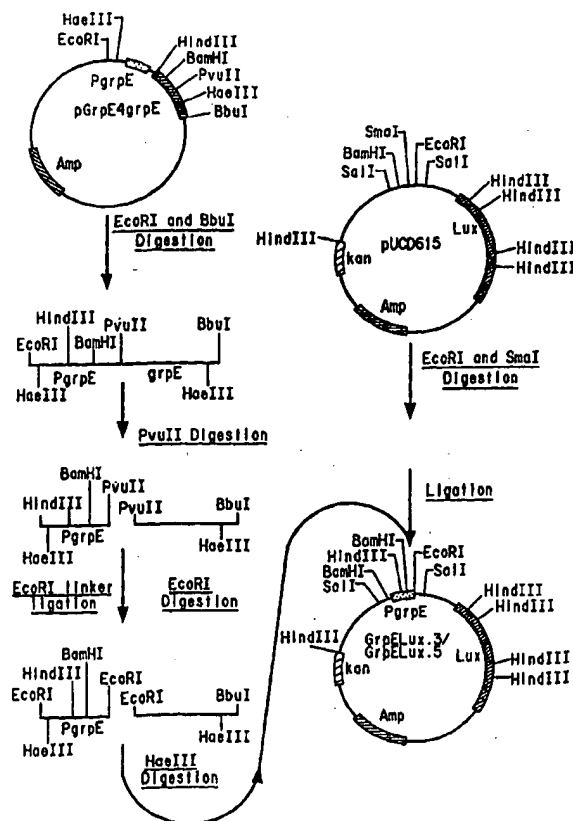 HaeIII
EcoRI
HindIII
BamHI
PvuII
HaeIII
BbuI
PgrpE
pGrpE4grpE
Amp
EcoRI and BbuI
Digestion
EcoRI
HindIII
BamHI
PvuII
BbuI
HaeIII
PgrpE
grpE
HaeIII
PvuII Digestion
HindIII
BamHI
PvuII
PvuII
BbuI
HaeIII
PgrpE
HaeIII
EcoRI linker
ligation
EcoRI
Digestion
EcoRI
HindIII
BamHI
EcoRI
EcoRI
BbuI
HaeIII
PgrpE
HaeIII
HaeIII
Digestion
SmaI
BamHI
SalI
EcoRI
SalI
HindIII
HindIII
Lux
HindIII
pUCD615
kan
HindIII
HindIII
Amp
EcoRI and SmaI
Digestion
Ligation
BamHI
HindIII
BamHI
SalI
EcoRI
SalI
PgrpE
HindIII
HindIII
HindIII
GrpELux.3/
GrpELux.5
Lux
kan
HindIII
HindIII
Amp